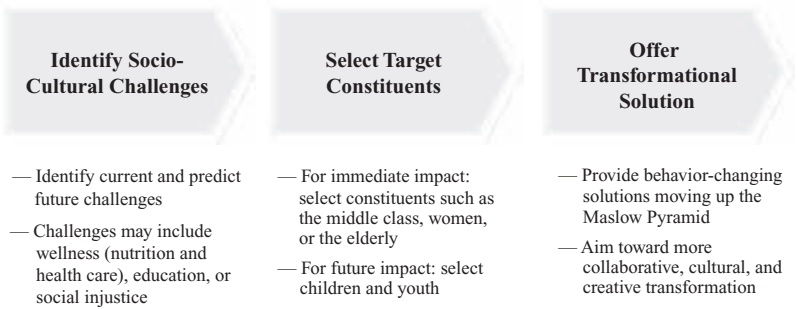 Identify Socio-
Cultural Challenges
— Identify current and predict
future challenges
— Challenges may include
wellness (nutrition and
health care), education, or
social injustice
Select Target
Constituents
— For immediate impact:
select constituents such as
the middle class, women,
or the elderly
— For future impact: select
children and youth
Offer
Transformational
Solution
— Provide behavior-changing
solutions moving up the
Maslow Pyramid
— Aim toward more
collaborative, cultural, and
creative transformation